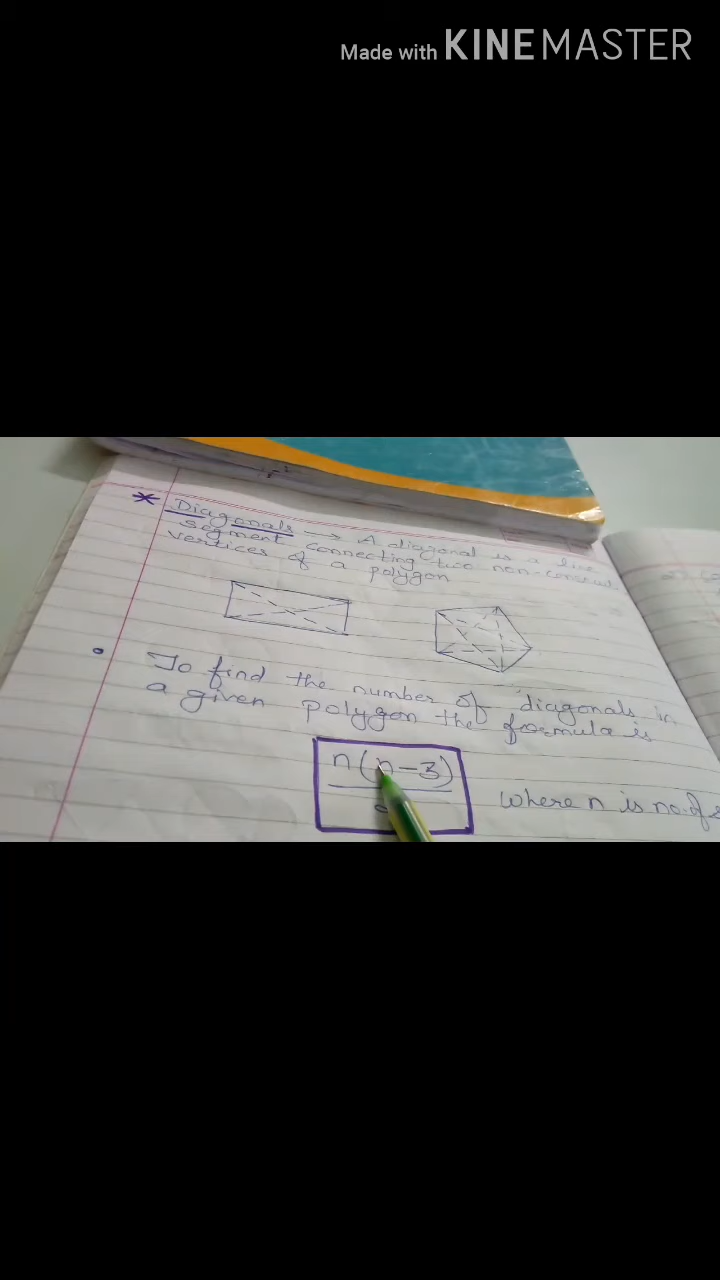 Made with KINEMASTER
* Diagonals → A diagonal is a line
segment connecting two non-consecut
vertices of a polygon
• To find the number of diagonals in
a given polygon the formula is
n(n-3)
where n is no. of